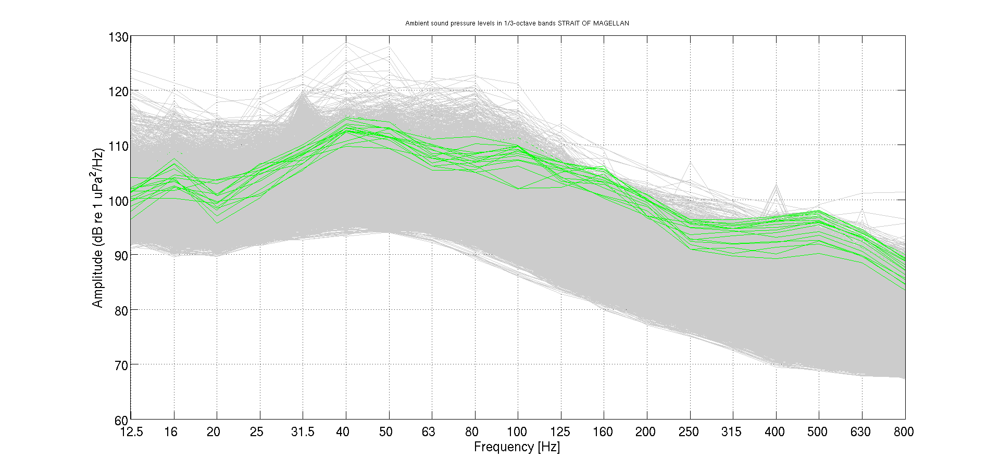 Ambient sound pressure levels in 1/3-octave bands STRAIT OF MAGELLAN
130
120
110
100
90
80
70
60
Amplitude (dB re 1 uPa²/Hz)
12.5 16 20 25 31.5 40 50 63 80 100 125 160 200 250 315 400 500 630 800
Frequency [Hz]